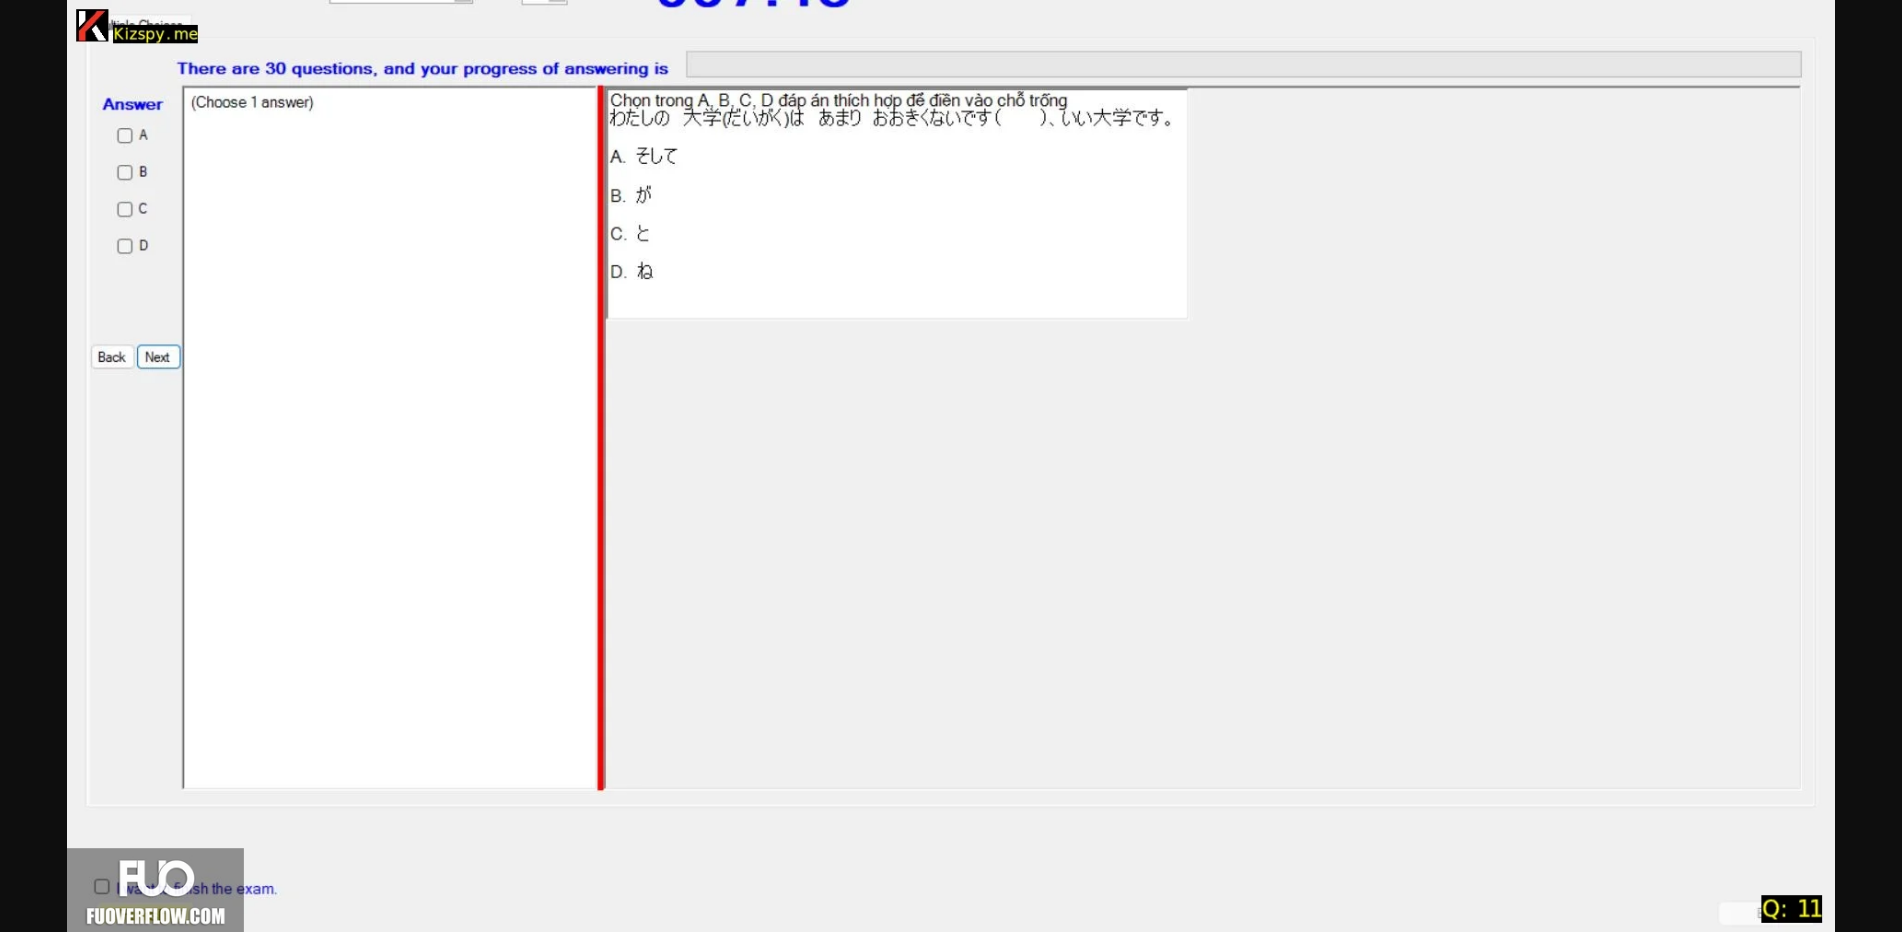 Kizspy.me
There are 30 questions, and your progress of answering is
Answer
(Choose 1 answer)
A
B
C
D
Back Next
Chọn trong A, B, C, D đáp án thích hợp để điền vào chỗ trống
わたしの 大学(だいがく)は あまり おおきくないです( )、いい大学です。
A. そして
B. が
C. と
D. ね
FUO
the exam.
FUOVERFLOW.COM
Q: 11